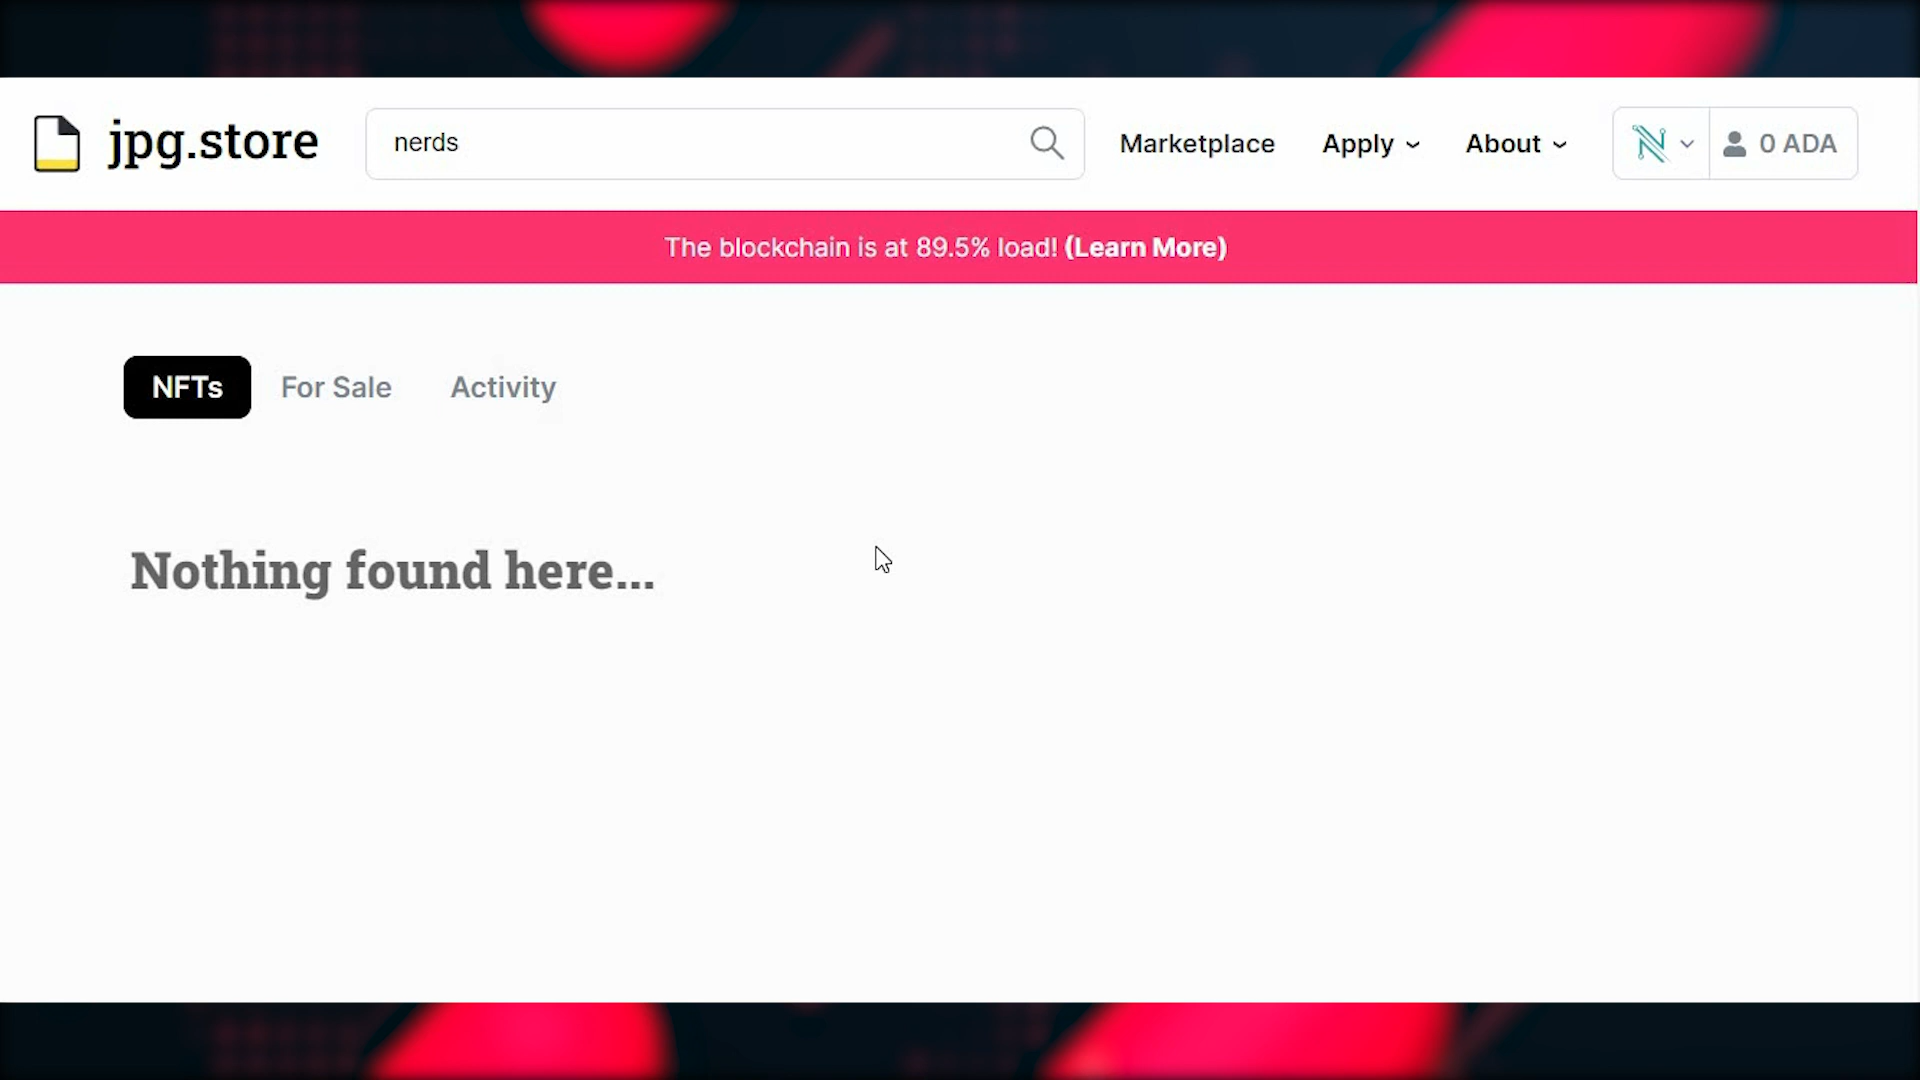 jpg.store
nerds
Marketplace
Apply
About
0 ADA
The blockchain is at 89.5% load! (Learn More)
NFTs
For Sale
Activity
Nothing found here...